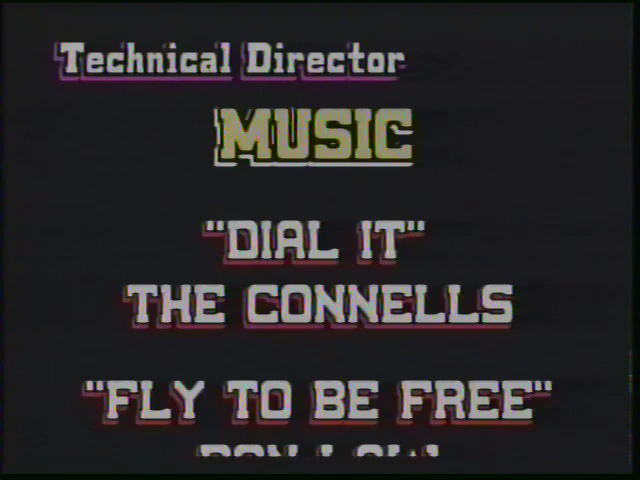 Technical Director
MUSIC
"DIAL IT"
THE CONNELLS
"FLY TO BE FREE"